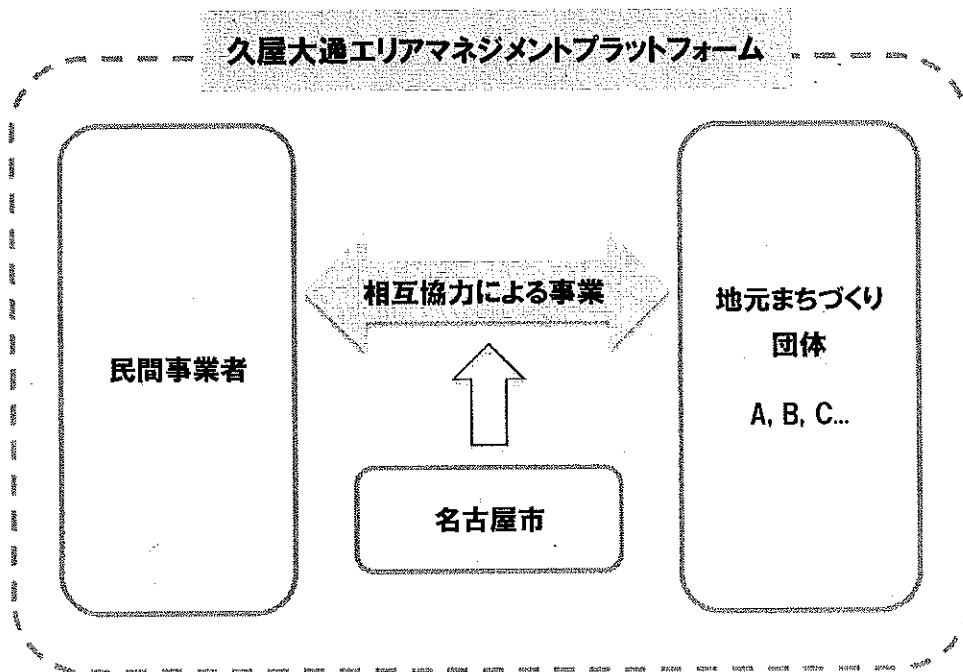 久屋大通エリアマネジメントプラットフォーム
相互協力による事業
民間事業者
地元まちづくり
団体
A, B, C...
名古屋市